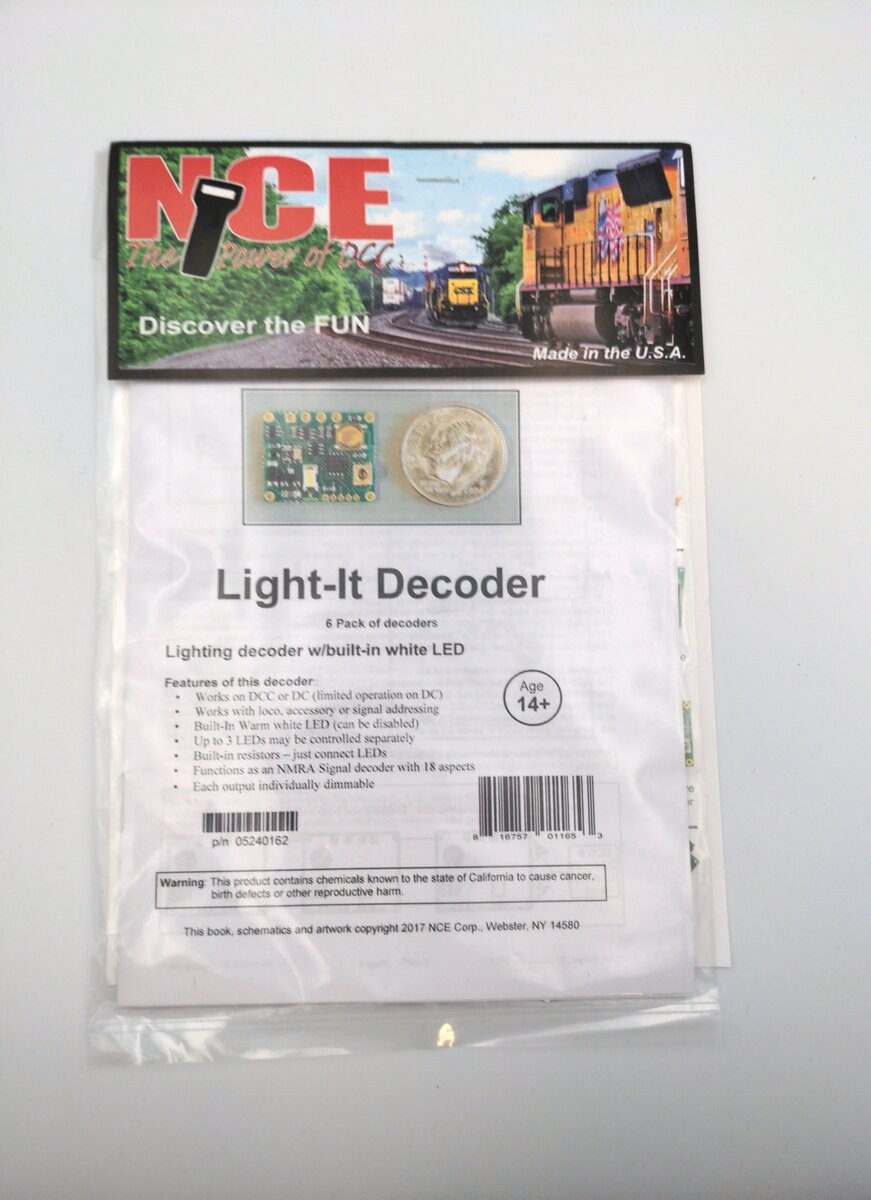 NCE
The Power of DCC
Discover the FUN
CSX
Made in the U.S.A.
Light-It Decoder
6 Pack of decoders
Lighting decoder w/built-in white LED
Features of this decoder:
• Works on DCC or DC (limited operation on DC)
• Works with loco, accessory or signal addressing
• Built-In Warm white LED (can be disabled)
• Up to 3 LEDs may be controlled separately
• Built-in resistors – just connect LEDs
• Functions as an NMRA Signal decoder with 18 aspects
• Each output individually dimmable
Age
14+
p/n 05240162
8 16757 01165 3
Warning: This product contains chemicals known to the state of California to cause cancer,
birth defects or other reproductive harm.
This book, schematics and artwork copyright 2017 NCE Corp., Webster, NY 14580